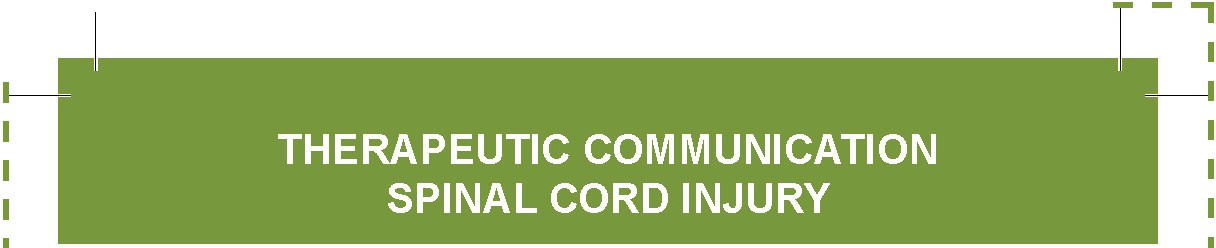 THERAPEUTIC COMMUNICATION
SPINAL CORD INJURY